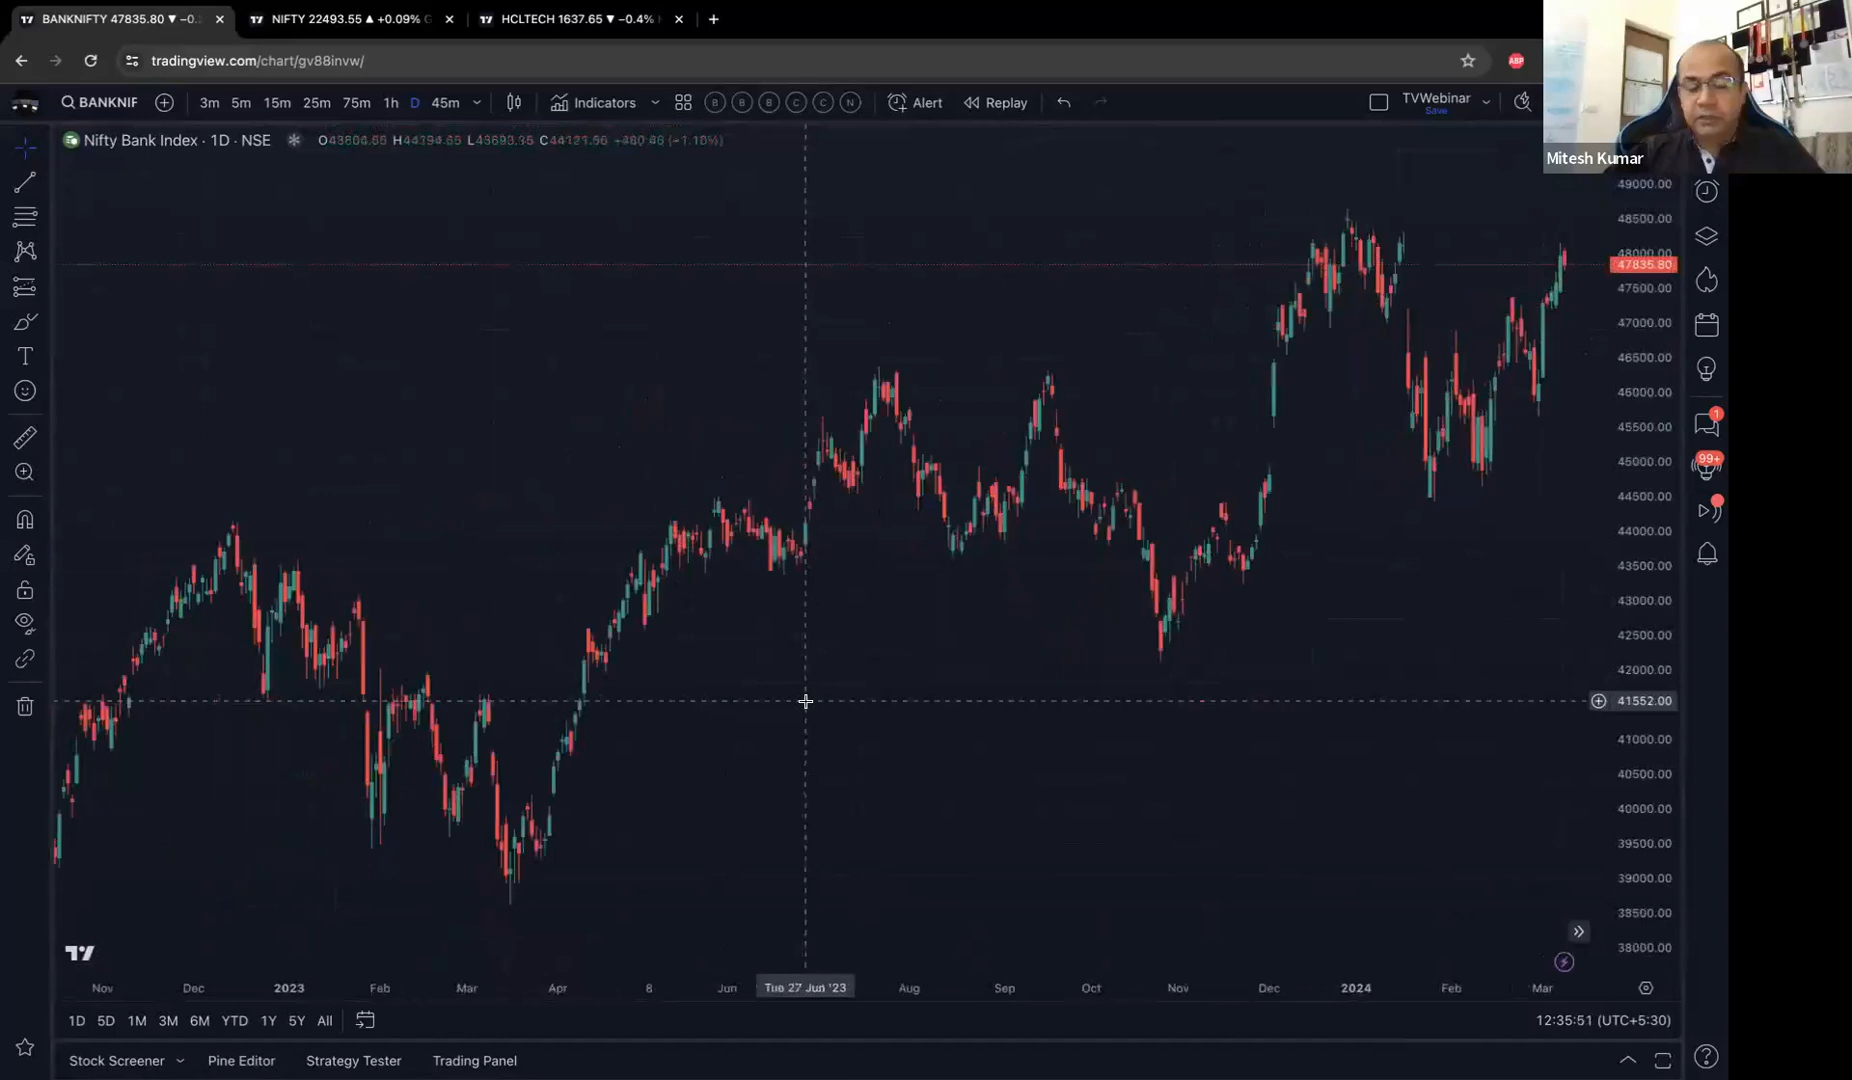 BANKNIFTY 47835.80 ▼ −0.
NIFTY 22493.55 ▲ +0.09%
HCLTECH 1637.65 ▼ −0.4%
tradingview.com/chart/gv88invw/
ABP
BANKNIF 3m 5m 15m 25m 75m 1h D 45m Indicators B B B C C N Alert Replay TVWebinar
Save
Nifty Bank Index · 1D · NSE
Mitesh Kumar
49000.00
48500.00
48000.00
47835.80
47500.00
47000.00
46500.00
46000.00
45500.00
45000.00
44500.00
44000.00
43500.00
43000.00
42500.00
42000.00
41552.00
41000.00
40500.00
40000.00
39500.00
39000.00
38500.00
38000.00
1
99+
Nov Dec 2023 Feb Mar Apr 8 Jun Tue 27 Jun '23 Aug Sep Oct Nov Dec 2024 Feb Mar
1D 5D 1M 3M 6M YTD 1Y 5Y All
12:35:51 (UTC+5:30)
Stock Screener Pine Editor Strategy Tester Trading Panel